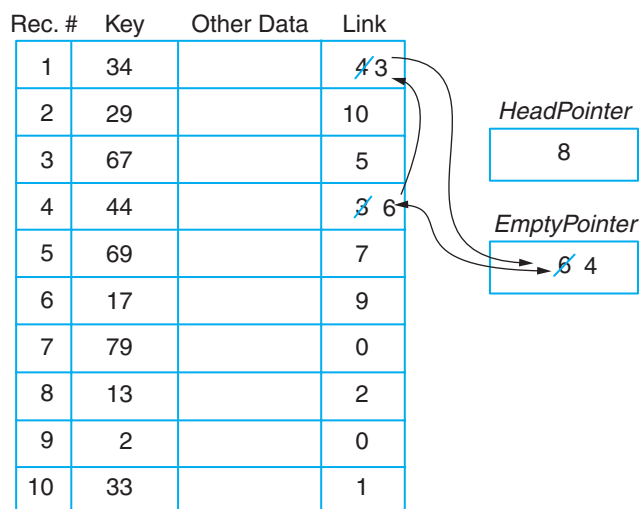 Rec. # Key Other Data Link
1 34 4 3
2 29 10
HeadPointer
3 67 5
8
4 44 3 6
EmptyPointer
5 69 7
6 4
6 17 9
7 79 0
8 13 2
9 2 0
10 33 1